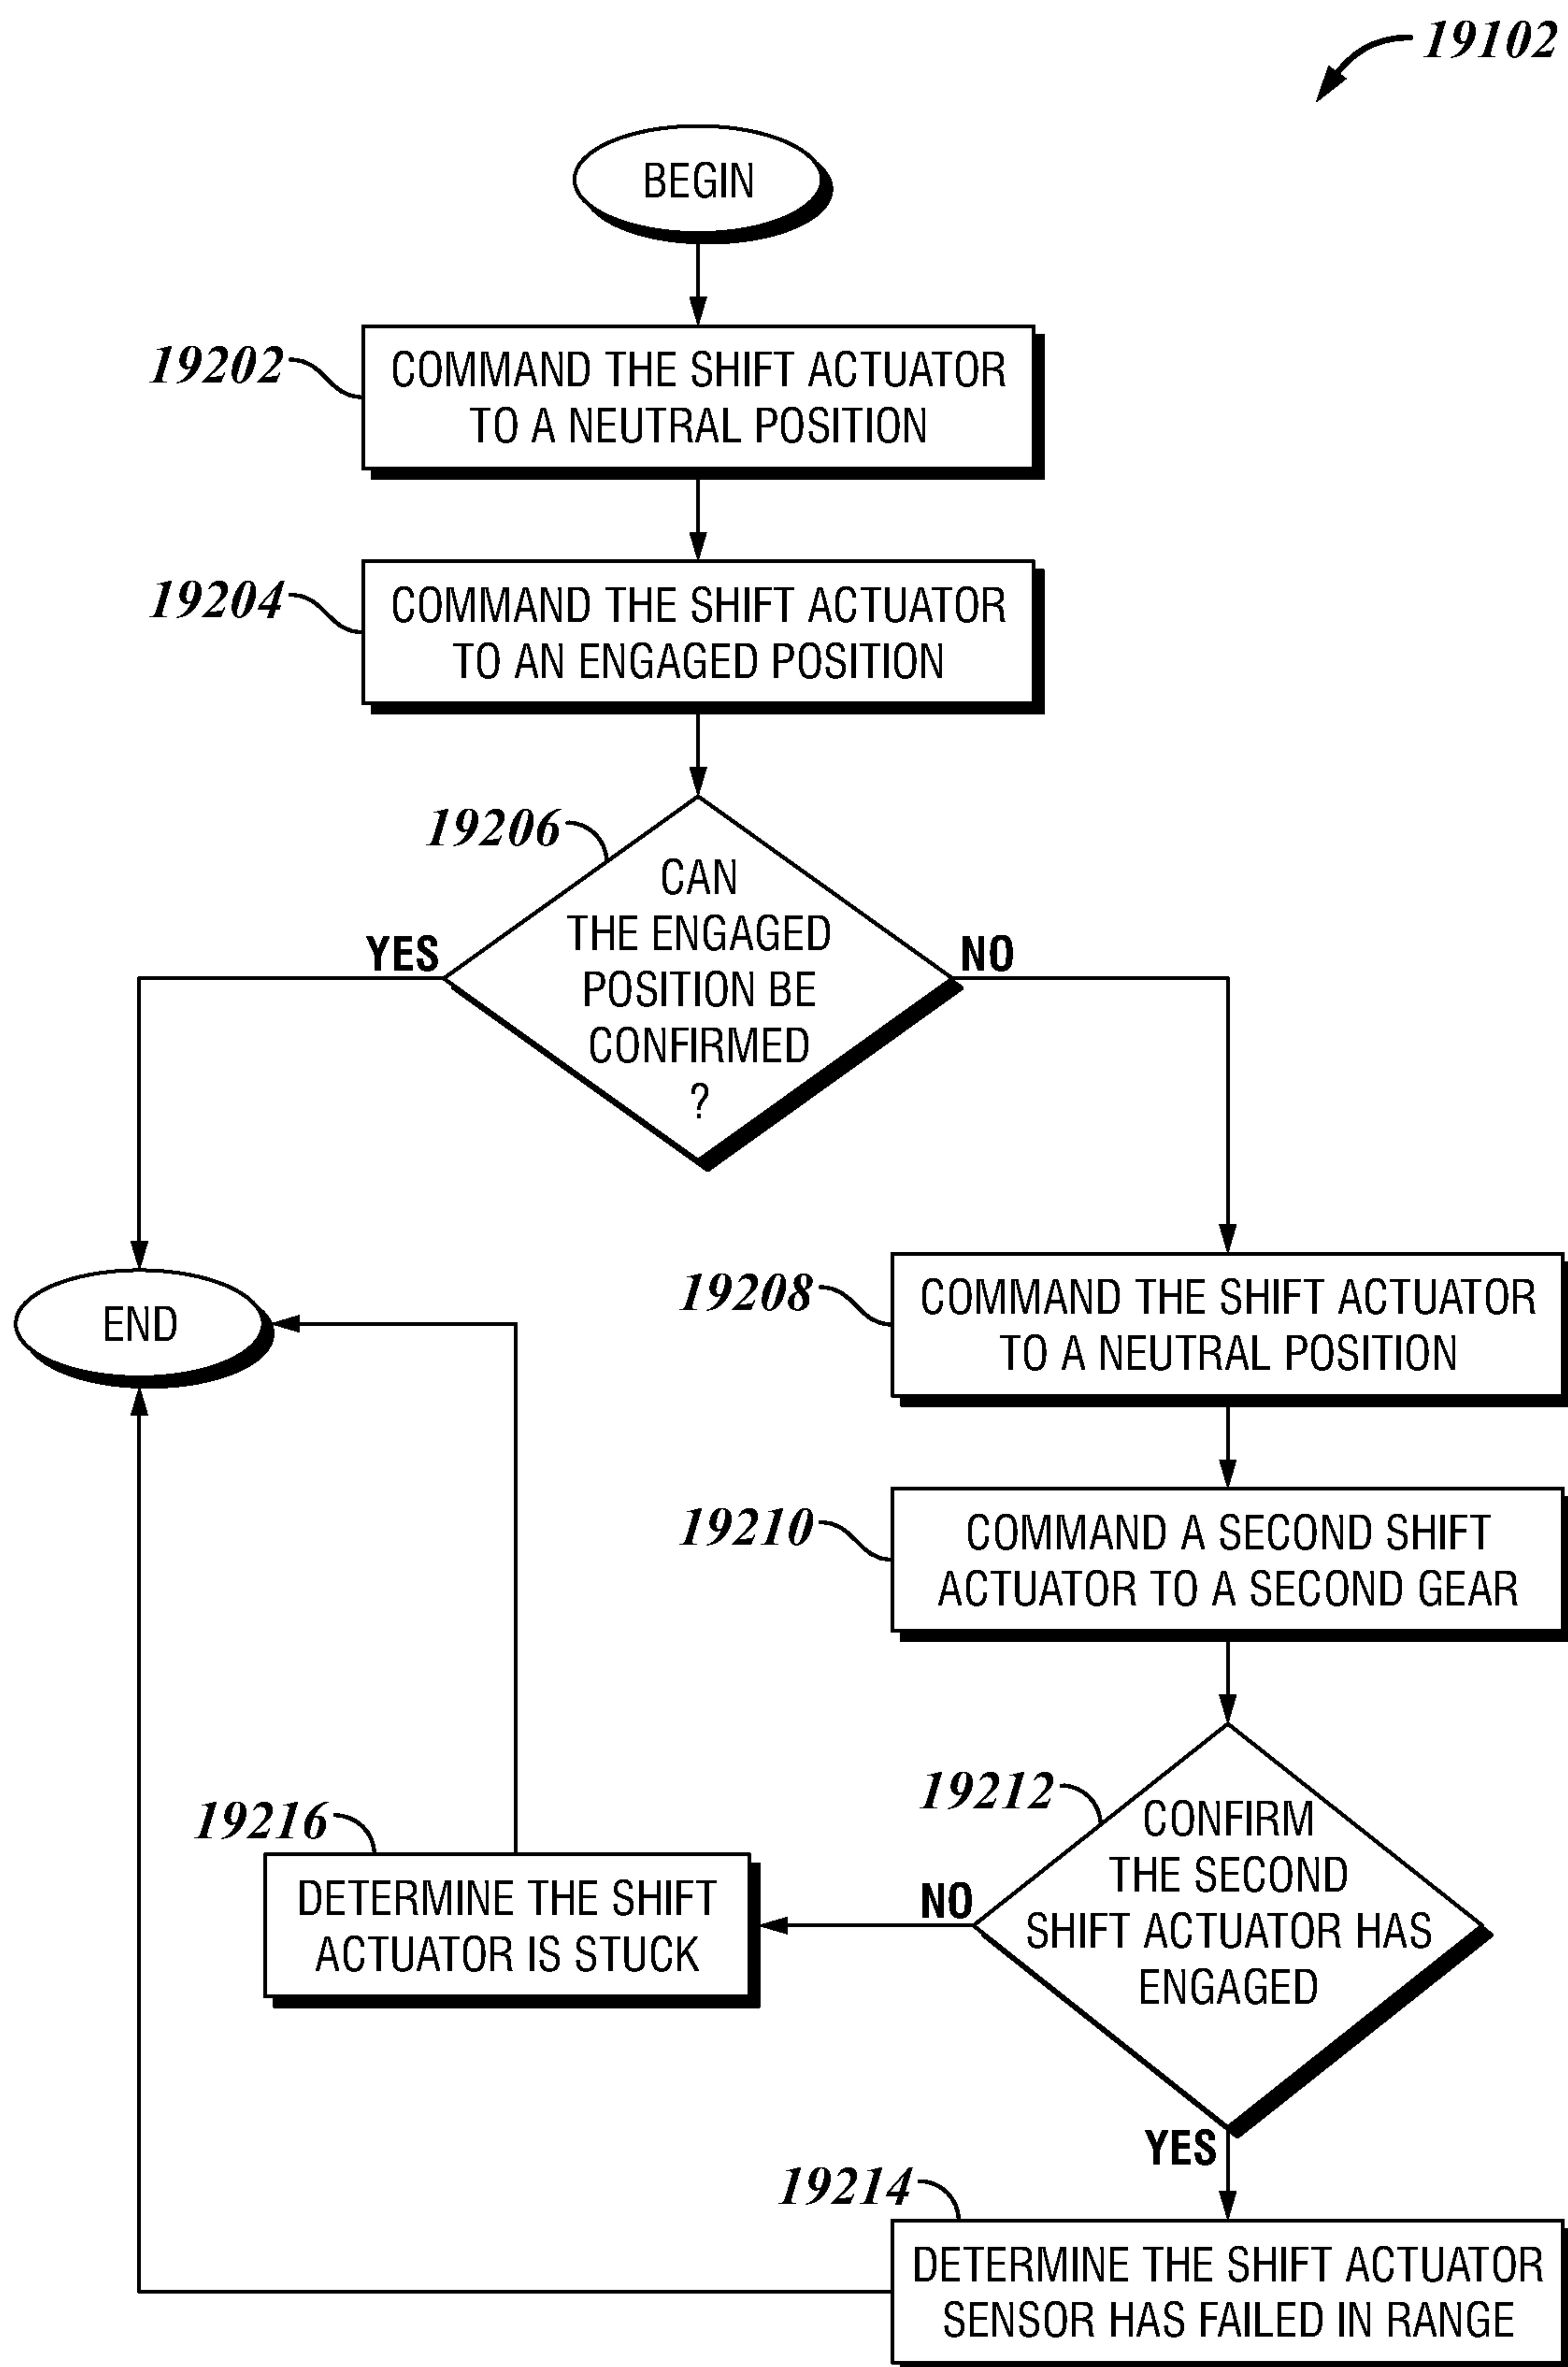 19102
BEGIN
19202
COMMAND THE SHIFT ACTUATOR
TO A NEUTRAL POSITION
19204
COMMAND THE SHIFT ACTUATOR
TO AN ENGAGED POSITION
19206
CAN
THE ENGAGED
POSITION BE
CONFIRMED
?
YES
NO
END
19208
COMMAND THE SHIFT ACTUATOR
TO A NEUTRAL POSITION
19210
COMMAND A SECOND SHIFT
ACTUATOR TO A SECOND GEAR
19212
CONFIRM
THE SECOND
SHIFT ACTUATOR HAS
ENGAGED
NO
19216
DETERMINE THE SHIFT
ACTUATOR IS STUCK
YES
19214
DETERMINE THE SHIFT ACTUATOR
SENSOR HAS FAILED IN RANGE